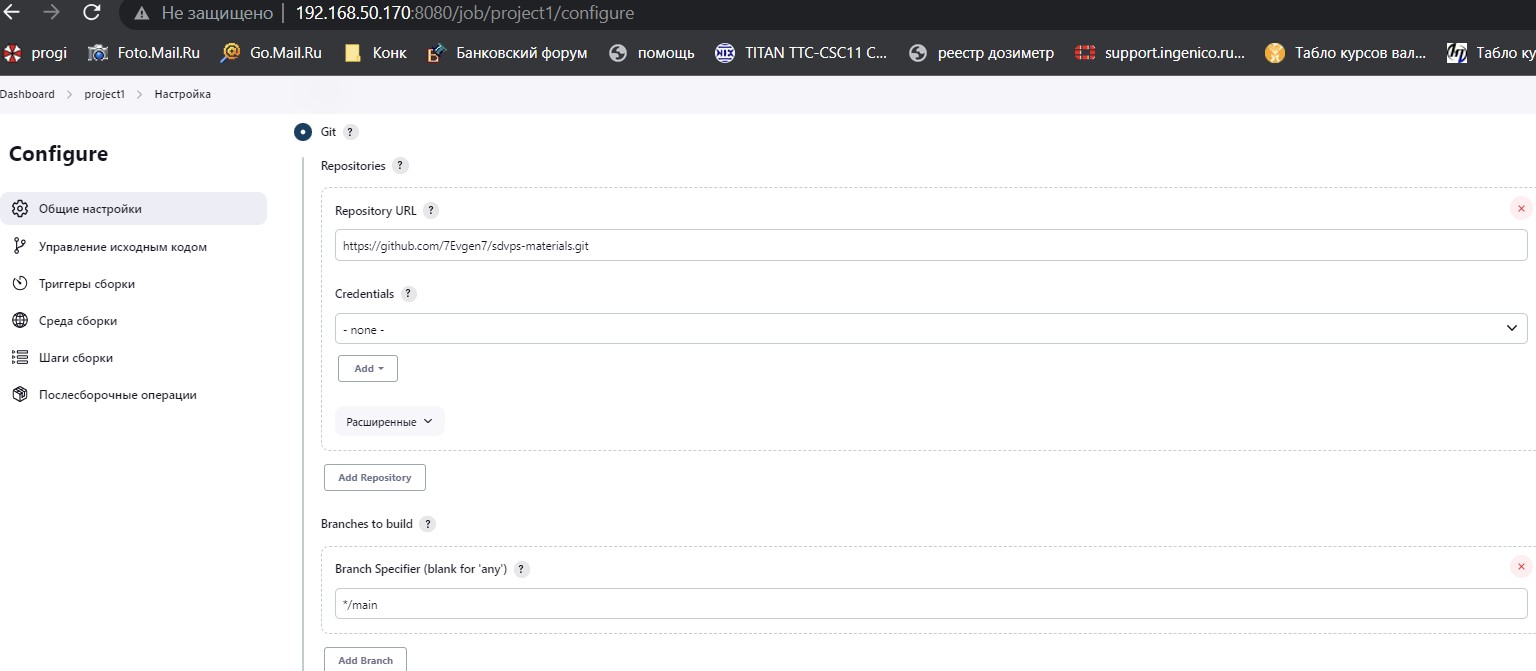 Не защищено 192.168.50.170:8080/job/project1/configure
progi Foto.Mail.Ru Go.Mail.Ru Конк Банковский форум помощь TITAN TTC-CSC11 C... реестр дозиметр support.ingenico.ru... Табло курсов вал... Табло ку
Dashboard project1 Настройка
Configure
Общие настройки
Управление исходным кодом
Триггеры сборки
Среда сборки
Шаги сборки
Послесборочные операции
Git ?
Repositories ?
Repository URL ?
https://github.com/7Evgen7/sdvps-materials.git
Credentials ?
- none -
Add
Расширенные
Add Repository
Branches to build ?
Branch Specifier (blank for 'any') ?
*/main
Add Branch